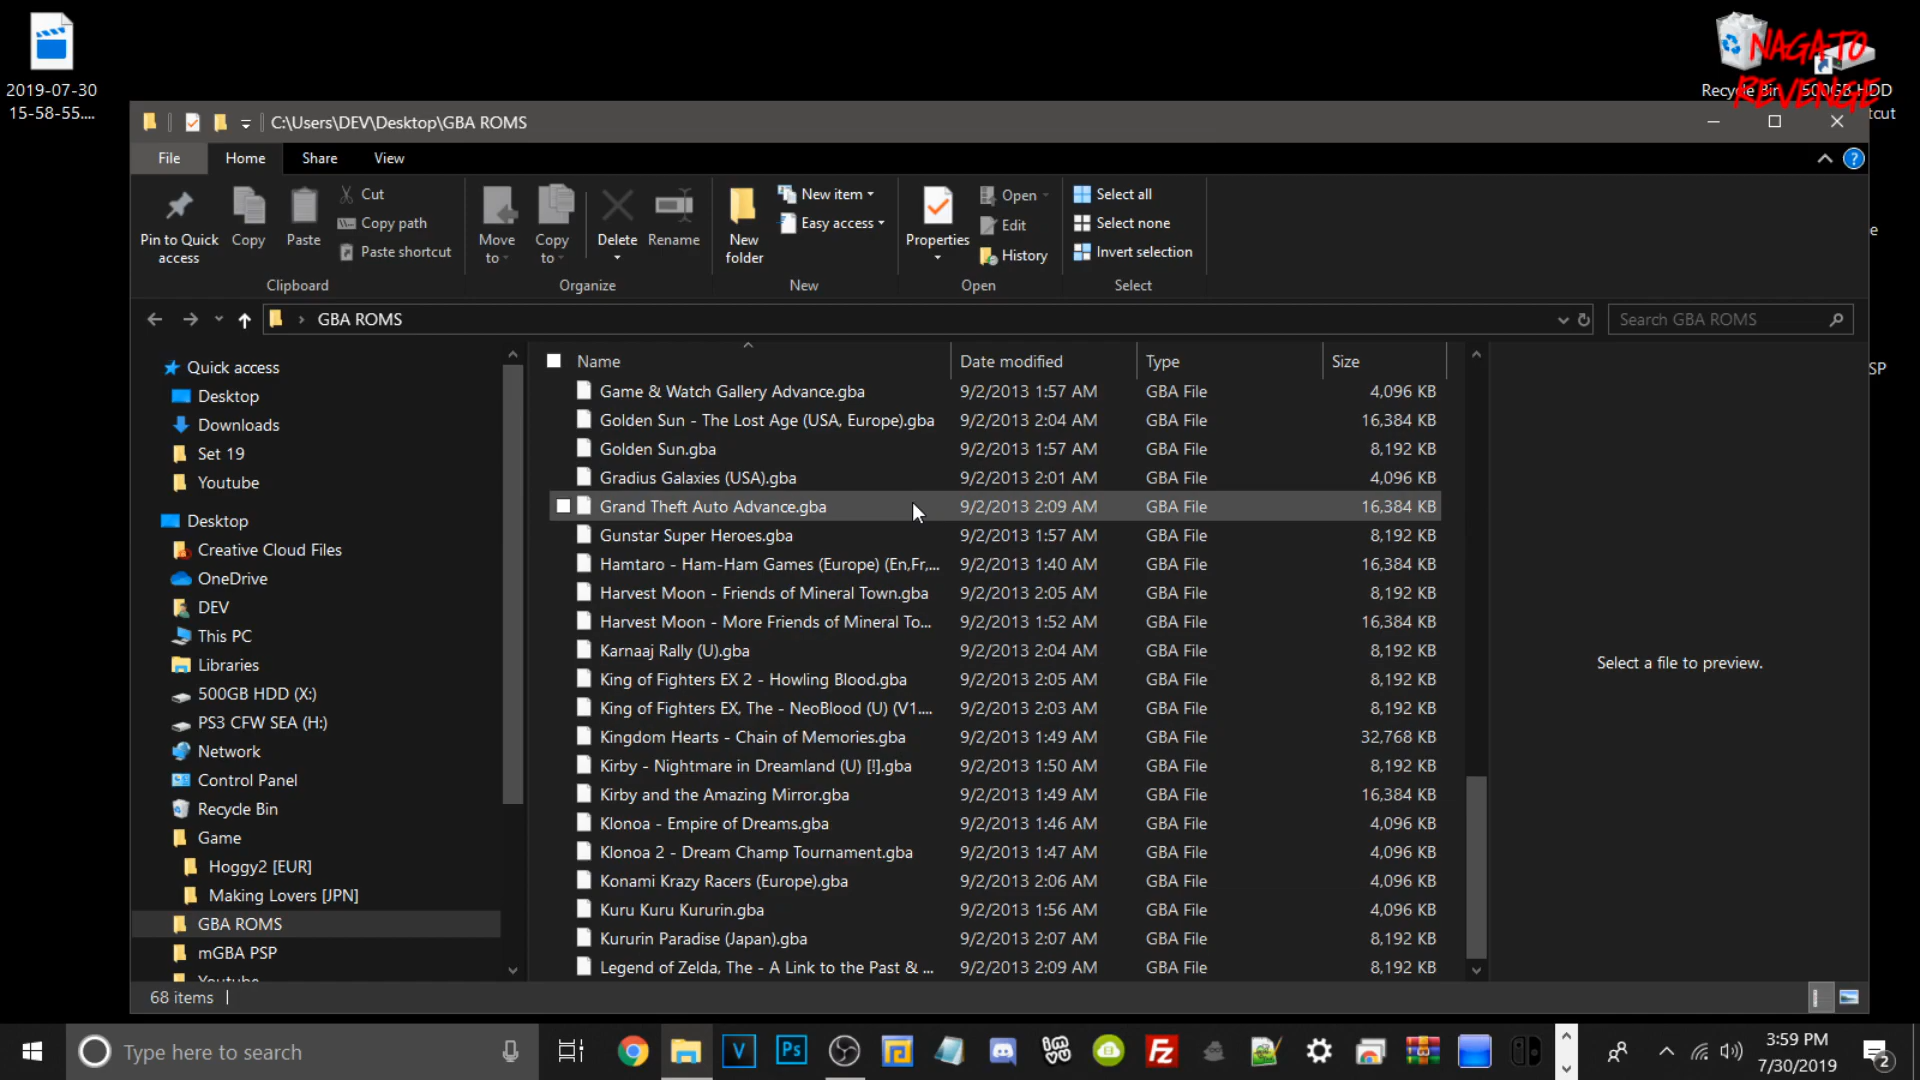 2019-07-30
15-58-55....
NAGATO
REVENGE
Recycle Bin
500GB HDD
C:\Users\DEV\Desktop\GBA ROMS
File
Home
Share
View
Pin to Quick
access
Copy
Paste
Cut
Copy path
Paste shortcut
Clipboard
Move
to
Copy
to
Delete
Rename
Organize
New
folder
New item
Easy access
New
Properties
Open
Edit
History
Open
Select all
Select none
Invert selection
Select
GBA ROMS
Search GBA ROMS
Quick access
Desktop
Downloads
Set 19
Youtube
Desktop
Creative Cloud Files
OneDrive
DEV
This PC
Libraries
500GB HDD (X:)
PS3 CFW SEA (H:)
Network
Control Panel
Recycle Bin
Game
Hoggy2 [EUR]
Making Lovers [JPN]
GBA ROMS
mGBA PSP
Youtube
Name Date modified Type Size
Game & Watch Gallery Advance.gba 9/2/2013 1:57 AM GBA File 4,096 KB
Golden Sun - The Lost Age (USA, Europe).gba 9/2/2013 2:04 AM GBA File 16,384 KB
Golden Sun.gba 9/2/2013 1:57 AM GBA File 8,192 KB
Gradius Galaxies (USA).gba 9/2/2013 2:01 AM GBA File 4,096 KB
Grand Theft Auto Advance.gba 9/2/2013 2:09 AM GBA File 16,384 KB
Gunstar Super Heroes.gba 9/2/2013 1:57 AM GBA File 8,192 KB
Hamtaro - Ham-Ham Games (Europe) (En,Fr,... 9/2/2013 1:40 AM GBA File 16,384 KB
Harvest Moon - Friends of Mineral Town.gba 9/2/2013 2:05 AM GBA File 8,192 KB
Harvest Moon - More Friends of Mineral To... 9/2/2013 1:52 AM GBA File 16,384 KB
Karnaaj Rally (U).gba 9/2/2013 2:04 AM GBA File 8,192 KB
King of Fighters EX 2 - Howling Blood.gba 9/2/2013 2:05 AM GBA File 8,192 KB
King of Fighters EX, The - NeoBlood (U) (V1.... 9/2/2013 2:03 AM GBA File 8,192 KB
Kingdom Hearts - Chain of Memories.gba 9/2/2013 1:49 AM GBA File 32,768 KB
Kirby - Nightmare in Dreamland (U) [!].gba 9/2/2013 1:50 AM GBA File 8,192 KB
Kirby and the Amazing Mirror.gba 9/2/2013 1:49 AM GBA File 16,384 KB
Klonoa - Empire of Dreams.gba 9/2/2013 1:46 AM GBA File 4,096 KB
Klonoa 2 - Dream Champ Tournament.gba 9/2/2013 1:47 AM GBA File 4,096 KB
Konami Krazy Racers (Europe).gba 9/2/2013 2:06 AM GBA File 4,096 KB
Kuru Kuru Kururin.gba 9/2/2013 1:56 AM GBA File 4,096 KB
Kururin Paradise (Japan).gba 9/2/2013 2:07 AM GBA File 8,192 KB
Legend of Zelda, The - A Link to the Past & ... 9/2/2013 2:09 AM GBA File 8,192 KB
Select a file to preview.
68 items
Type here to search
V
Ps
Fz
3:59 PM
7/30/2019
2